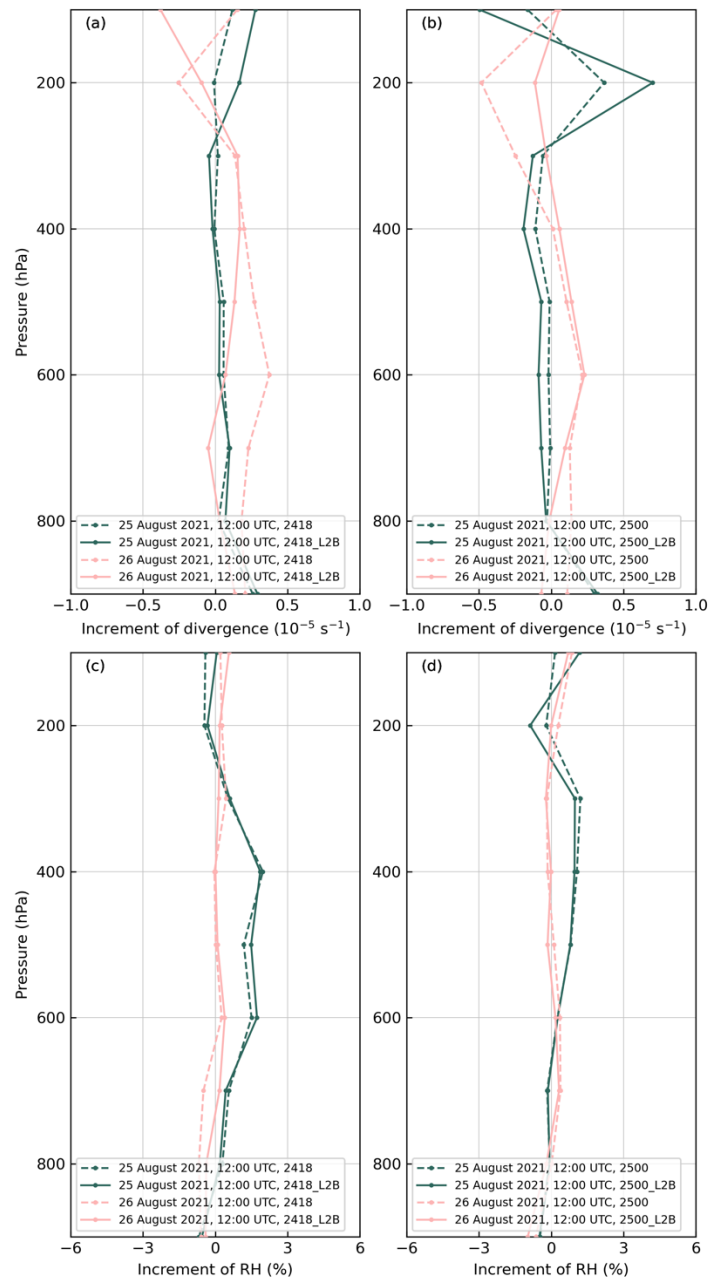 (a)
(b)
200
400
600
800
Pressure (hPa)
25 August 2021, 12:00 UTC, 2418
25 August 2021, 12:00 UTC, 2418_L2B
26 August 2021, 12:00 UTC, 2418
26 August 2021, 12:00 UTC, 2418_L2B
25 August 2021, 12:00 UTC, 2500
25 August 2021, 12:00 UTC, 2500_L2B
26 August 2021, 12:00 UTC, 2500
26 August 2021, 12:00 UTC, 2500_L2B
−1.0 −0.5 0.0 0.5 1.0
−1.0 −0.5 0.0 0.5 1.0
Increment of divergence (10⁻⁵ s⁻¹)
Increment of divergence (10⁻⁵ s⁻¹)
(c)
(d)
200
400
600
800
Pressure (hPa)
25 August 2021, 12:00 UTC, 2418
25 August 2021, 12:00 UTC, 2418_L2B
26 August 2021, 12:00 UTC, 2418
26 August 2021, 12:00 UTC, 2418_L2B
25 August 2021, 12:00 UTC, 2500
25 August 2021, 12:00 UTC, 2500_L2B
26 August 2021, 12:00 UTC, 2500
26 August 2021, 12:00 UTC, 2500_L2B
−6 −3 0 3 6
−6 −3 0 3 6
Increment of RH (%)
Increment of RH (%)